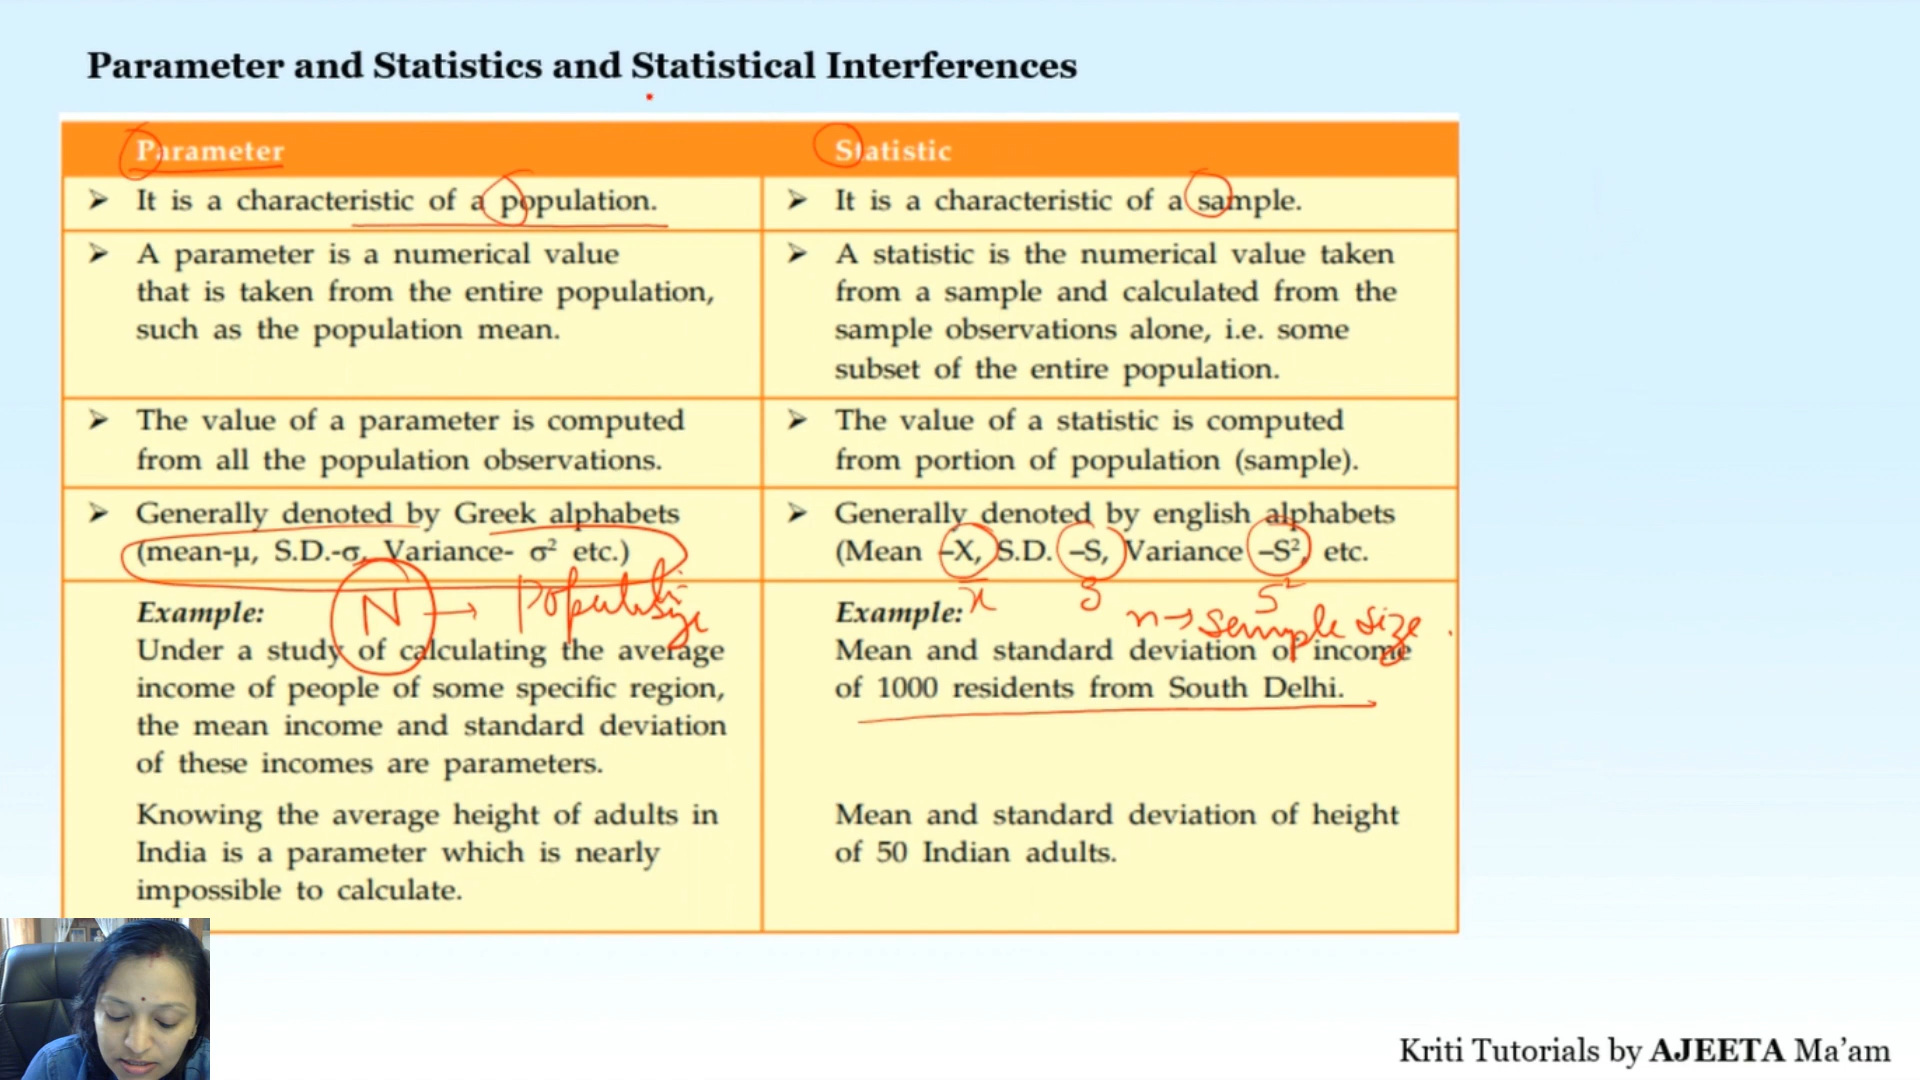 Parameter and Statistics and Statistical Interferences
Parameter
➤ It is a characteristic of a population.
➤ A parameter is a numerical value
that is taken from the entire population,
such as the population mean.
➤ The value of a parameter is computed
from all the population observations.
➤ Generally denoted by Greek alphabets
(mean-μ, S.D.-σ, Variance- σ² etc.)
N → Populati
size
Example:
Under a study of calculating the average
income of people of some specific region,
the mean income and standard deviation
of these incomes are parameters.
Knowing the average height of adults in
India is a parameter which is nearly
impossible to calculate.
Statistic
➤ It is a characteristic of a sample.
➤ A statistic is the numerical value taken
from a sample and calculated from the
sample observations alone, i.e. some
subset of the entire population.
➤ The value of a statistic is computed
from portion of population (sample).
➤ Generally denoted by english alphabets
(Mean –X, S.D. –S, Variance –S², etc.
x̄ S S²
n → sample size
Example:
Mean and standard deviation of income
of 1000 residents from South Delhi.
Mean and standard deviation of height
of 50 Indian adults.
Kriti Tutorials by AJEETA Ma’am